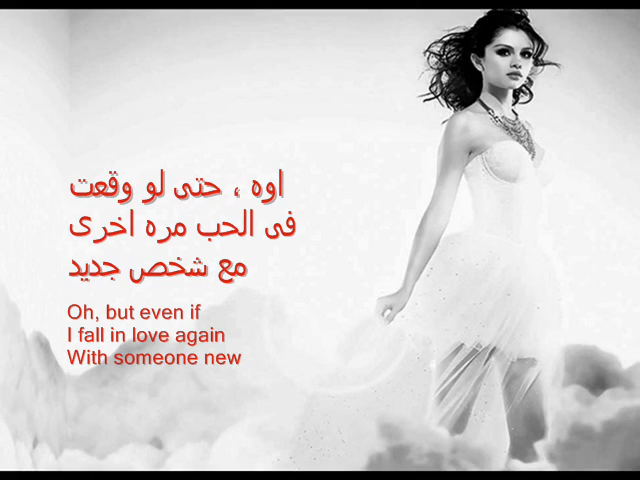 اوه ، حتى لو وقعت
فى الحب مره اخرى
مع شخص جديد
Oh, but even if
I fall in love again
With someone new